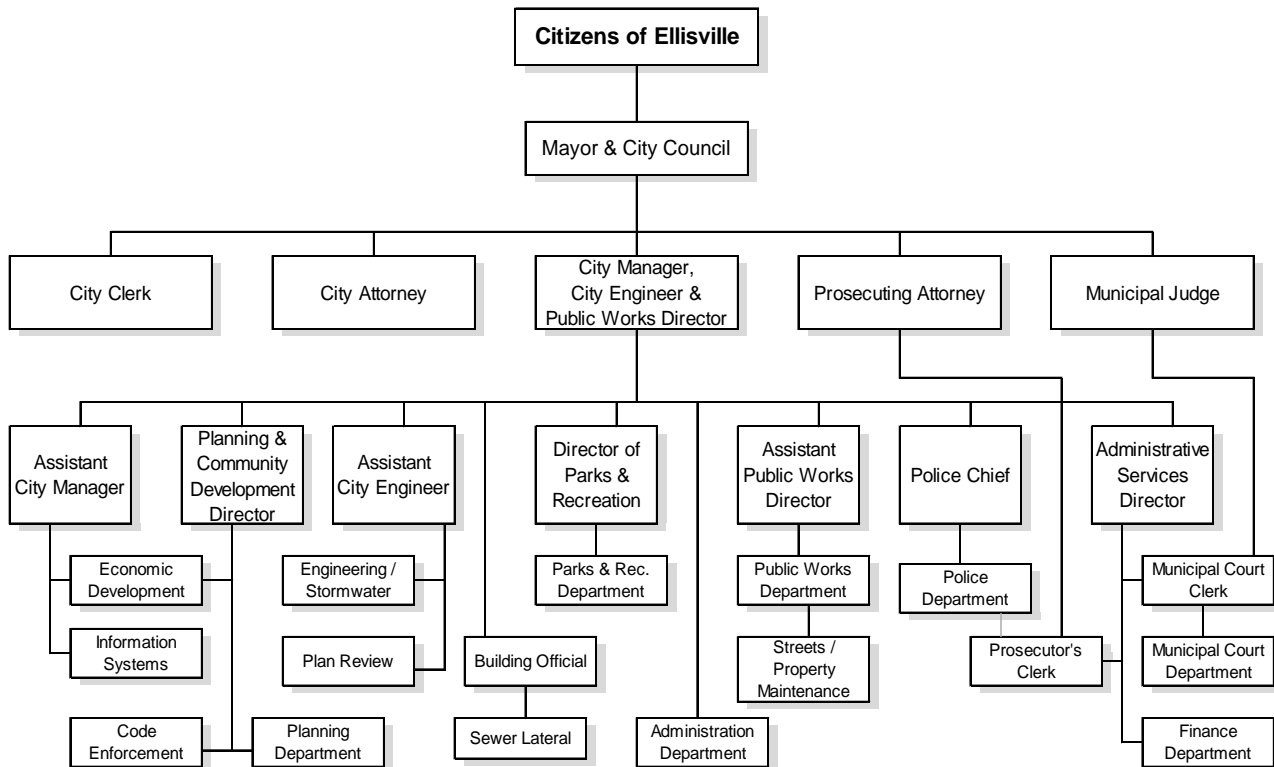 Citizens of Ellisville
Mayor & City Council
City Clerk
City Attorney
City Manager,
City Engineer &
Public Works Director
Prosecuting Attorney
Municipal Judge
Assistant
City Manager
Planning &
Community
Development
Director
Assistant
City Engineer
Director of
Parks &
Recreation
Assistant
Public Works
Director
Police Chief
Administrative
Services
Director
Economic
Development
Engineering /
Stormwater
Parks & Rec.
Department
Public Works
Department
Police
Department
Municipal Court
Clerk
Information
Systems
Plan Review
Building Official
Streets /
Property
Maintenance
Prosecutor's
Clerk
Municipal Court
Department
Code
Enforcement
Planning
Department
Sewer Lateral
Administration
Department
Finance
Department